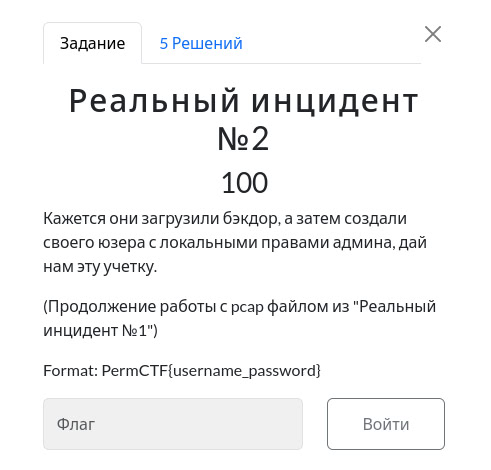 Задание
5 Решений
Реальный инцидент
№2
100
Кажется они загрузили бэкдор, а затем создали
своего юзера с локальными правами админа, дай
нам эту учетку.
(Продолжение работы с pcap файлом из "Реальный
инцидент №1")
Format: PermCTF{username_password}
Флаг
Войти